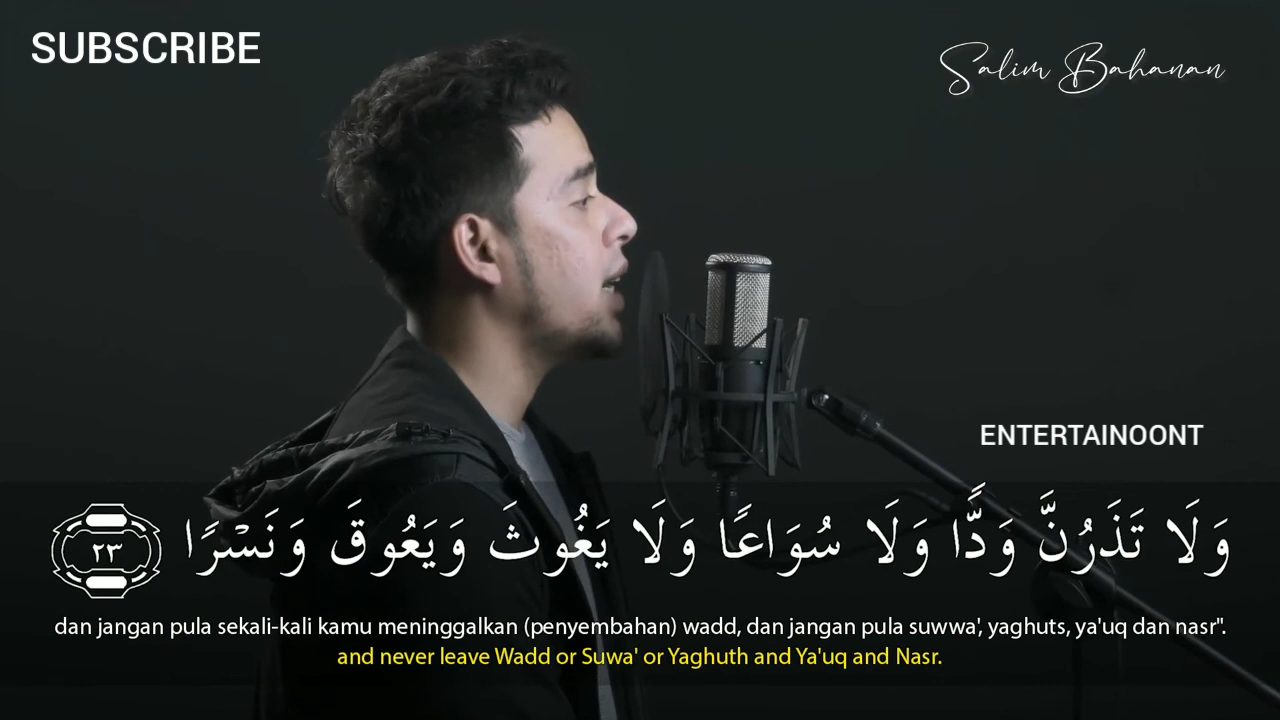 SUBSCRIBE
Salim Bahanan
ENTERTAINOONT
وَلَا تَذَرُنَّ وَدًّا وَلَا سُوَاعًا وَلَا يَغُوثَ وَيَعُوقَ وَنَسْرًا ٢٣
dan jangan pula sekali-kali kamu meninggalkan (penyembahan) wadd, dan jangan pula suwwa', yaghuts, ya'uq dan nasr".
and never leave Wadd or Suwa' or Yaghuth and Ya'uq and Nasr.